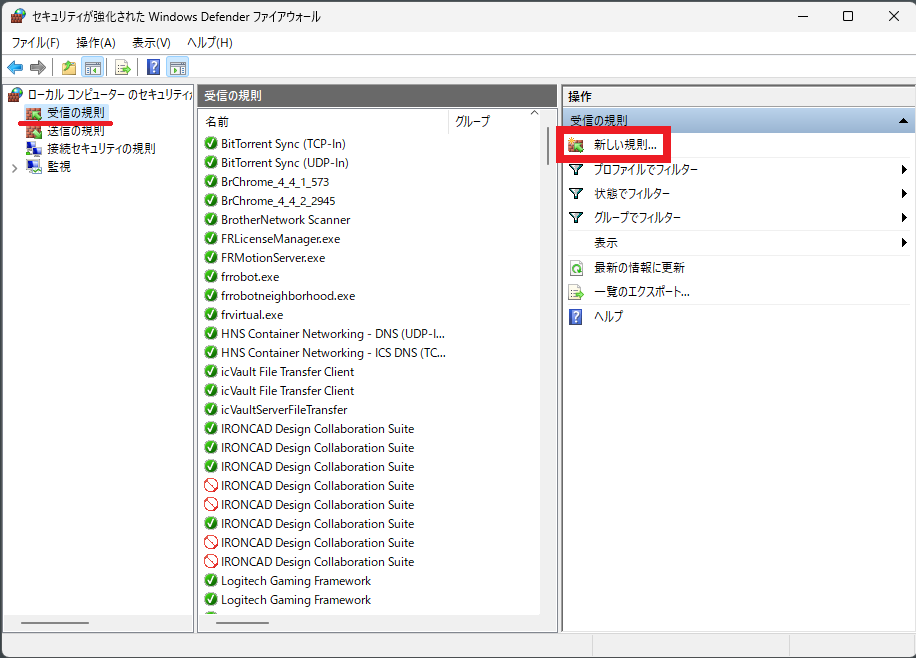 セキュリティが強化された Windows Defender ファイアウォール
ファイル(F) 操作(A) 表示(V) ヘルプ(H)
ローカル コンピューター のセキュリティ
受信の規則
送信の規則
接続セキュリティの規則
監視
受信の規則
名前 グループ
BitTorrent Sync (TCP-In)
BitTorrent Sync (UDP-In)
BrChrome_4_4_1_573
BrChrome_4_4_2_2945
BrotherNetwork Scanner
FRLicenseManager.exe
FRMotionServer.exe
frrobot.exe
frrobotneighborhood.exe
frvirtual.exe
HNS Container Networking - DNS (UDP-I...
HNS Container Networking - ICS DNS (TC...
icVault File Transfer Client
icVault File Transfer Client
icVaultServerFileTransfer
IRONCAD Design Collaboration Suite
IRONCAD Design Collaboration Suite
IRONCAD Design Collaboration Suite
IRONCAD Design Collaboration Suite
IRONCAD Design Collaboration Suite
IRONCAD Design Collaboration Suite
IRONCAD Design Collaboration Suite
IRONCAD Design Collaboration Suite
Logitech Gaming Framework
Logitech Gaming Framework
操作
受信の規則
新しい規則...
プロファイルでフィルター
状態でフィルター
グループでフィルター
表示
最新の情報に更新
一覧のエクスポート...
ヘルプ